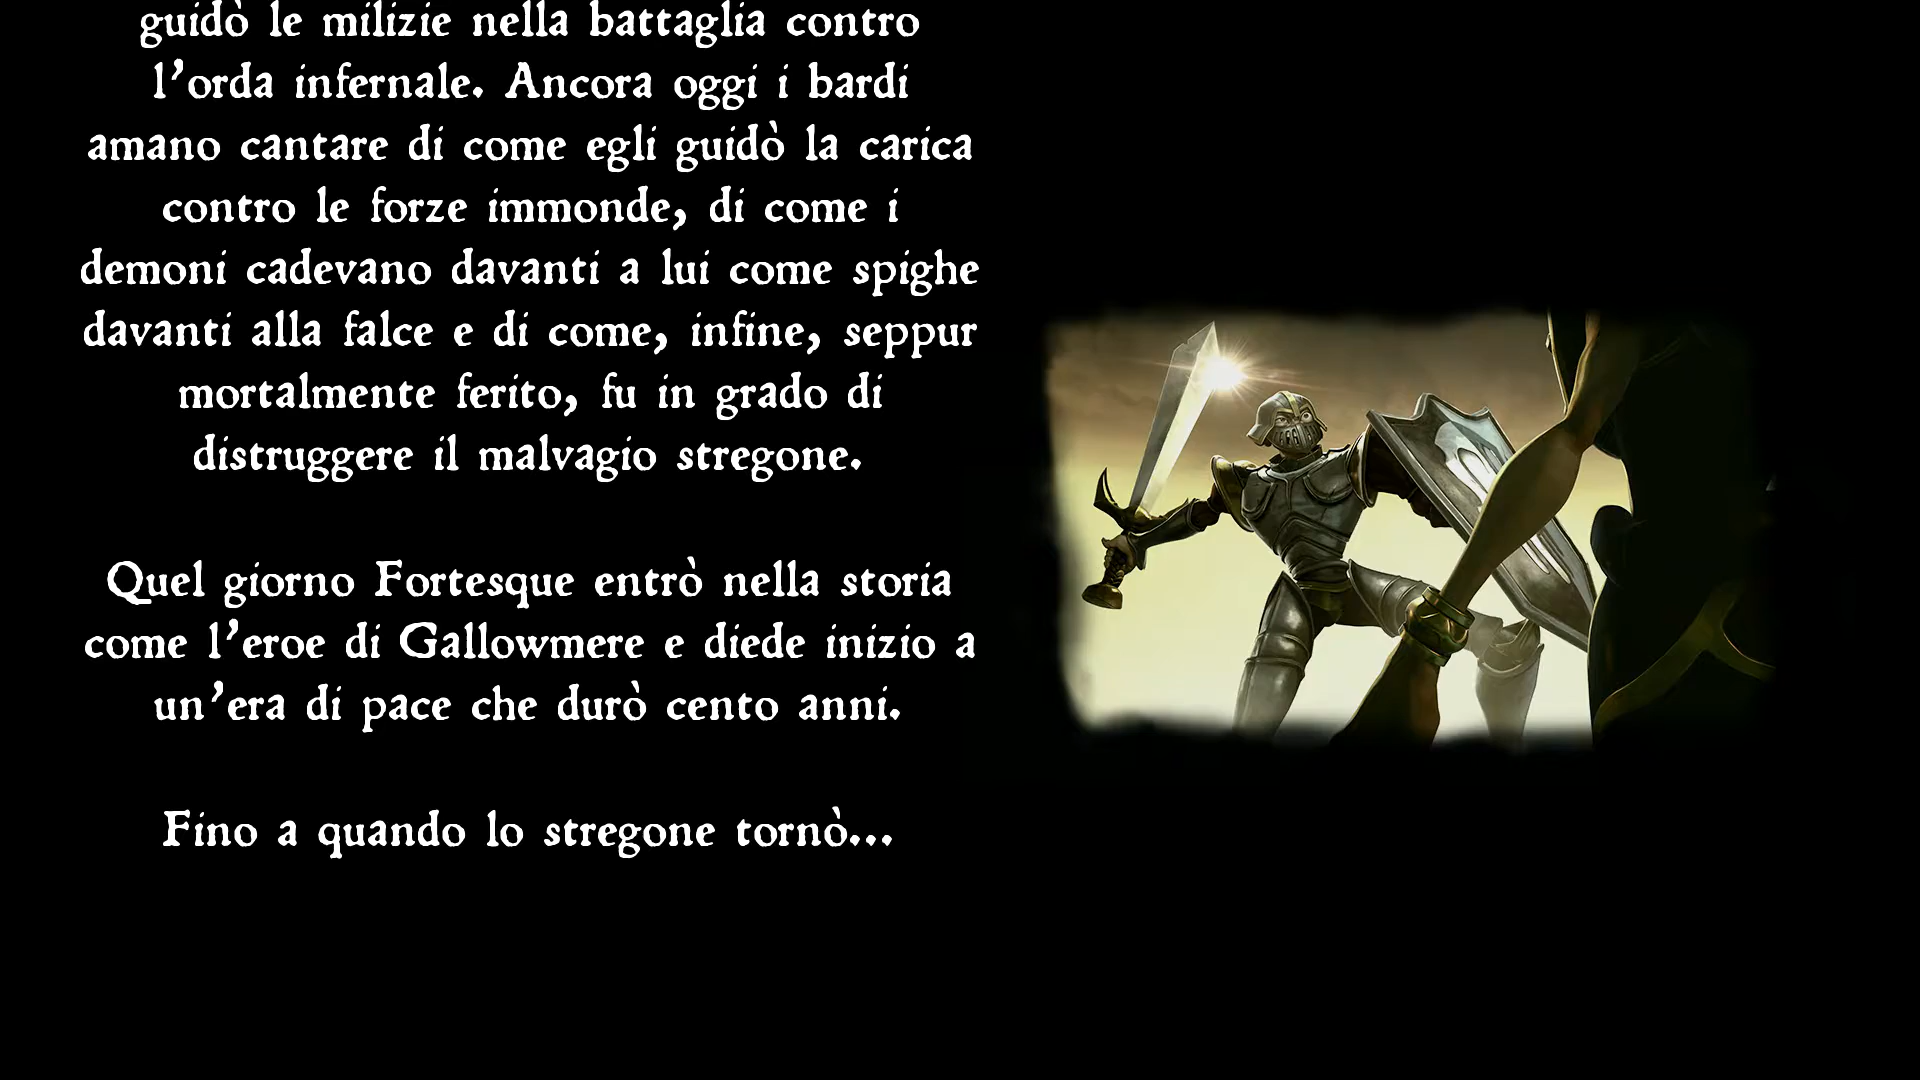 guidò le milizie nella battaglia contro
l'orda infernale. Ancora oggi i bardi
amano cantare di come egli guidò la carica
contro le forze immonde, di come i
demoni cadevano davanti a lui come spighe
davanti alla falce e di come, infine, seppur
mortalmente ferito, fu in grado di
distruggere il malvagio stregone.
Quel giorno Fortesque entrò nella storia
come l'eroe di Gallowmere e diede inizio a
un'era di pace che durò cento anni.
Fino a quando lo stregone tornò...